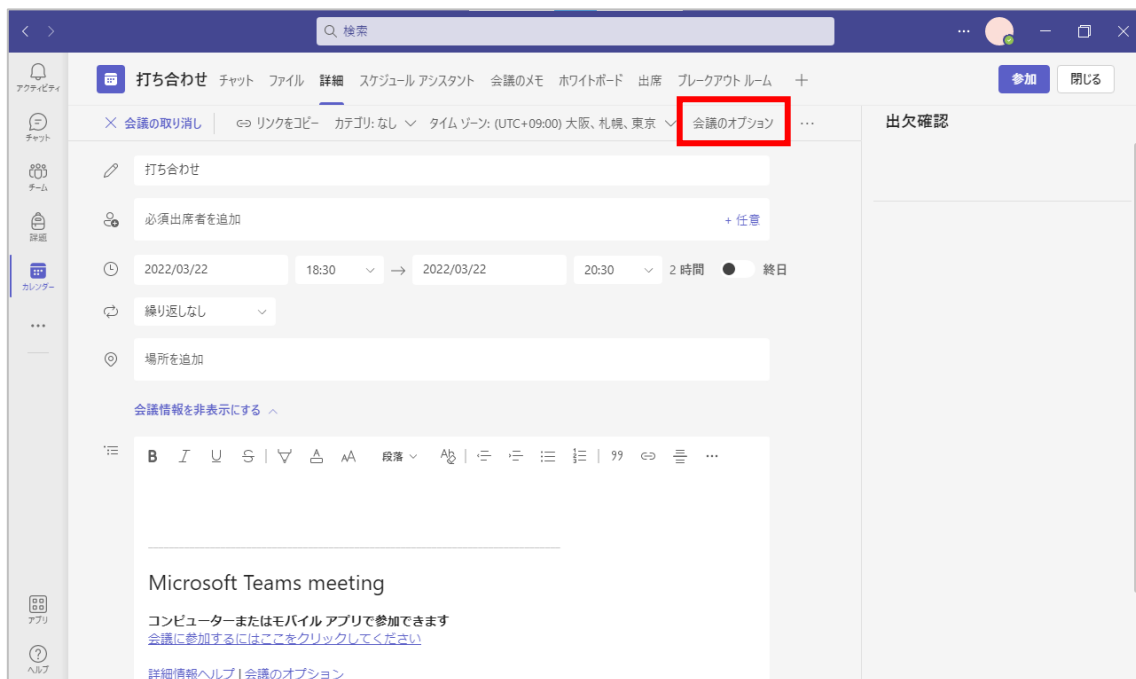 検索
アクティビティ
チャット
チーム
課題
カレンダー
アプリ
ヘルプ
打ち合わせ チャット ファイル 詳細 スケジュール アシスタント 会議のメモ ホワイトボード 出席 ブレークアウト ルーム
参加 閉じる
会議の取り消し リンクをコピー カテゴリ: なし タイム ゾーン: (UTC+09:00) 大阪、札幌、東京 会議のオプション …
打ち合わせ
必須出席者を追加 + 任意
2022/03/22 18:30 → 2022/03/22 20:30 2 時間 終日
繰り返しなし
場所を追加
会議情報を非表示にする
B I U S A AA 段落 Ab
Microsoft Teams meeting
コンピューターまたはモバイル アプリで参加できます
会議に参加するにはここをクリックしてください
詳細情報ヘルプ | 会議のオプション
出欠確認